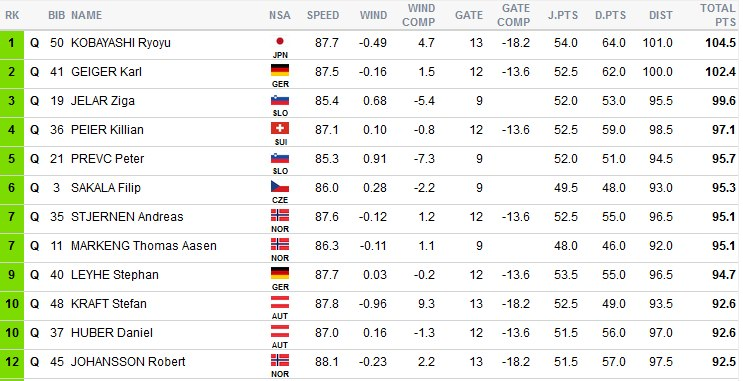 RK BIB NAME NSA SPEED WIND WIND COMP GATE GATE COMP J.PTS D.PTS DIST TOTAL PTS
1 Q 50 KOBAYASHI Ryoyu JPN 87.7 -0.49 4.7 13 -18.2 54.0 64.0 101.0 104.5
2 Q 41 GEIGER Karl GER 87.5 -0.16 1.5 12 -13.6 52.5 62.0 100.0 102.4
3 Q 19 JELAR Ziga SLO 85.4 0.68 -5.4 9 52.0 53.0 95.5 99.6
4 Q 36 PEIER Killian SUI 87.1 0.10 -0.8 12 -13.6 52.5 59.0 98.5 97.1
5 Q 21 PREVC Peter SLO 85.3 0.91 -7.3 9 52.0 51.0 94.5 95.7
6 Q 3 SAKALA Filip CZE 86.0 0.28 -2.2 9 49.5 48.0 93.0 95.3
7 Q 35 STJERNEN Andreas NOR 87.6 -0.12 1.2 12 -13.6 52.5 55.0 96.5 95.1
7 Q 11 MARKENG Thomas Aasen NOR 86.3 -0.11 1.1 9 48.0 46.0 92.0 95.1
9 Q 40 LEYHE Stephan GER 87.7 0.03 -0.2 12 -13.6 53.5 55.0 96.5 94.7
10 Q 48 KRAFT Stefan AUT 87.8 -0.96 9.3 13 -18.2 52.5 49.0 93.5 92.6
10 Q 37 HUBER Daniel AUT 87.0 0.16 -1.3 12 -13.6 51.5 56.0 97.0 92.6
12 Q 45 JOHANSSON Robert NOR 88.1 -0.23 2.2 13 -18.2 51.5 57.0 97.5 92.5